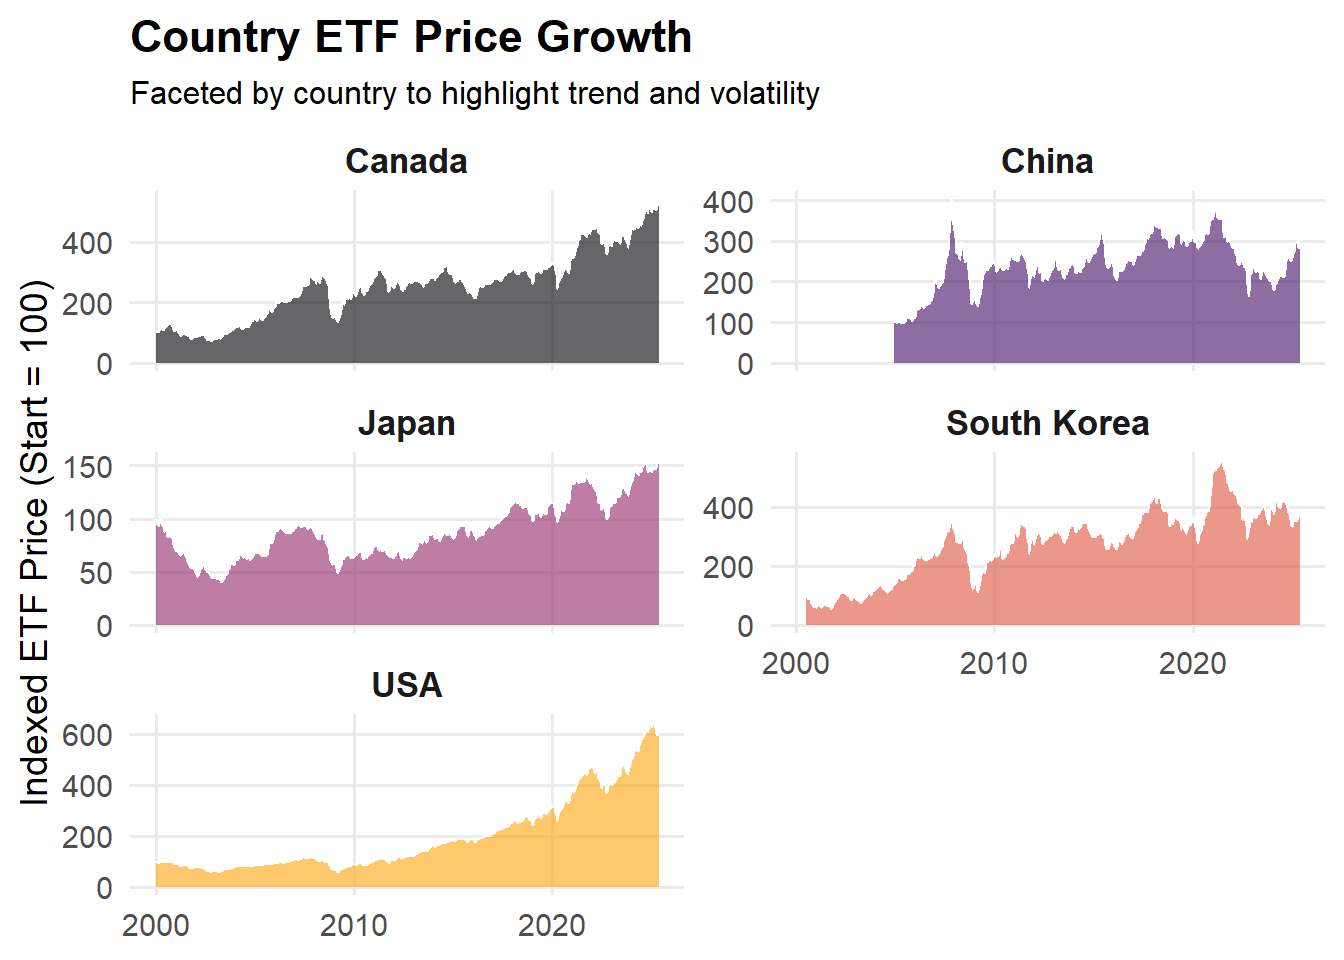 Country ETF Price Growth
Faceted by country to highlight trend and volatility
Indexed ETF Price (Start = 100)
Canada
400
200
0
China
400
300
200
100
0
Japan
150
100
50
0
South Korea
400
200
0
2000 2010 2020
USA
600
400
200
0
2000 2010 2020